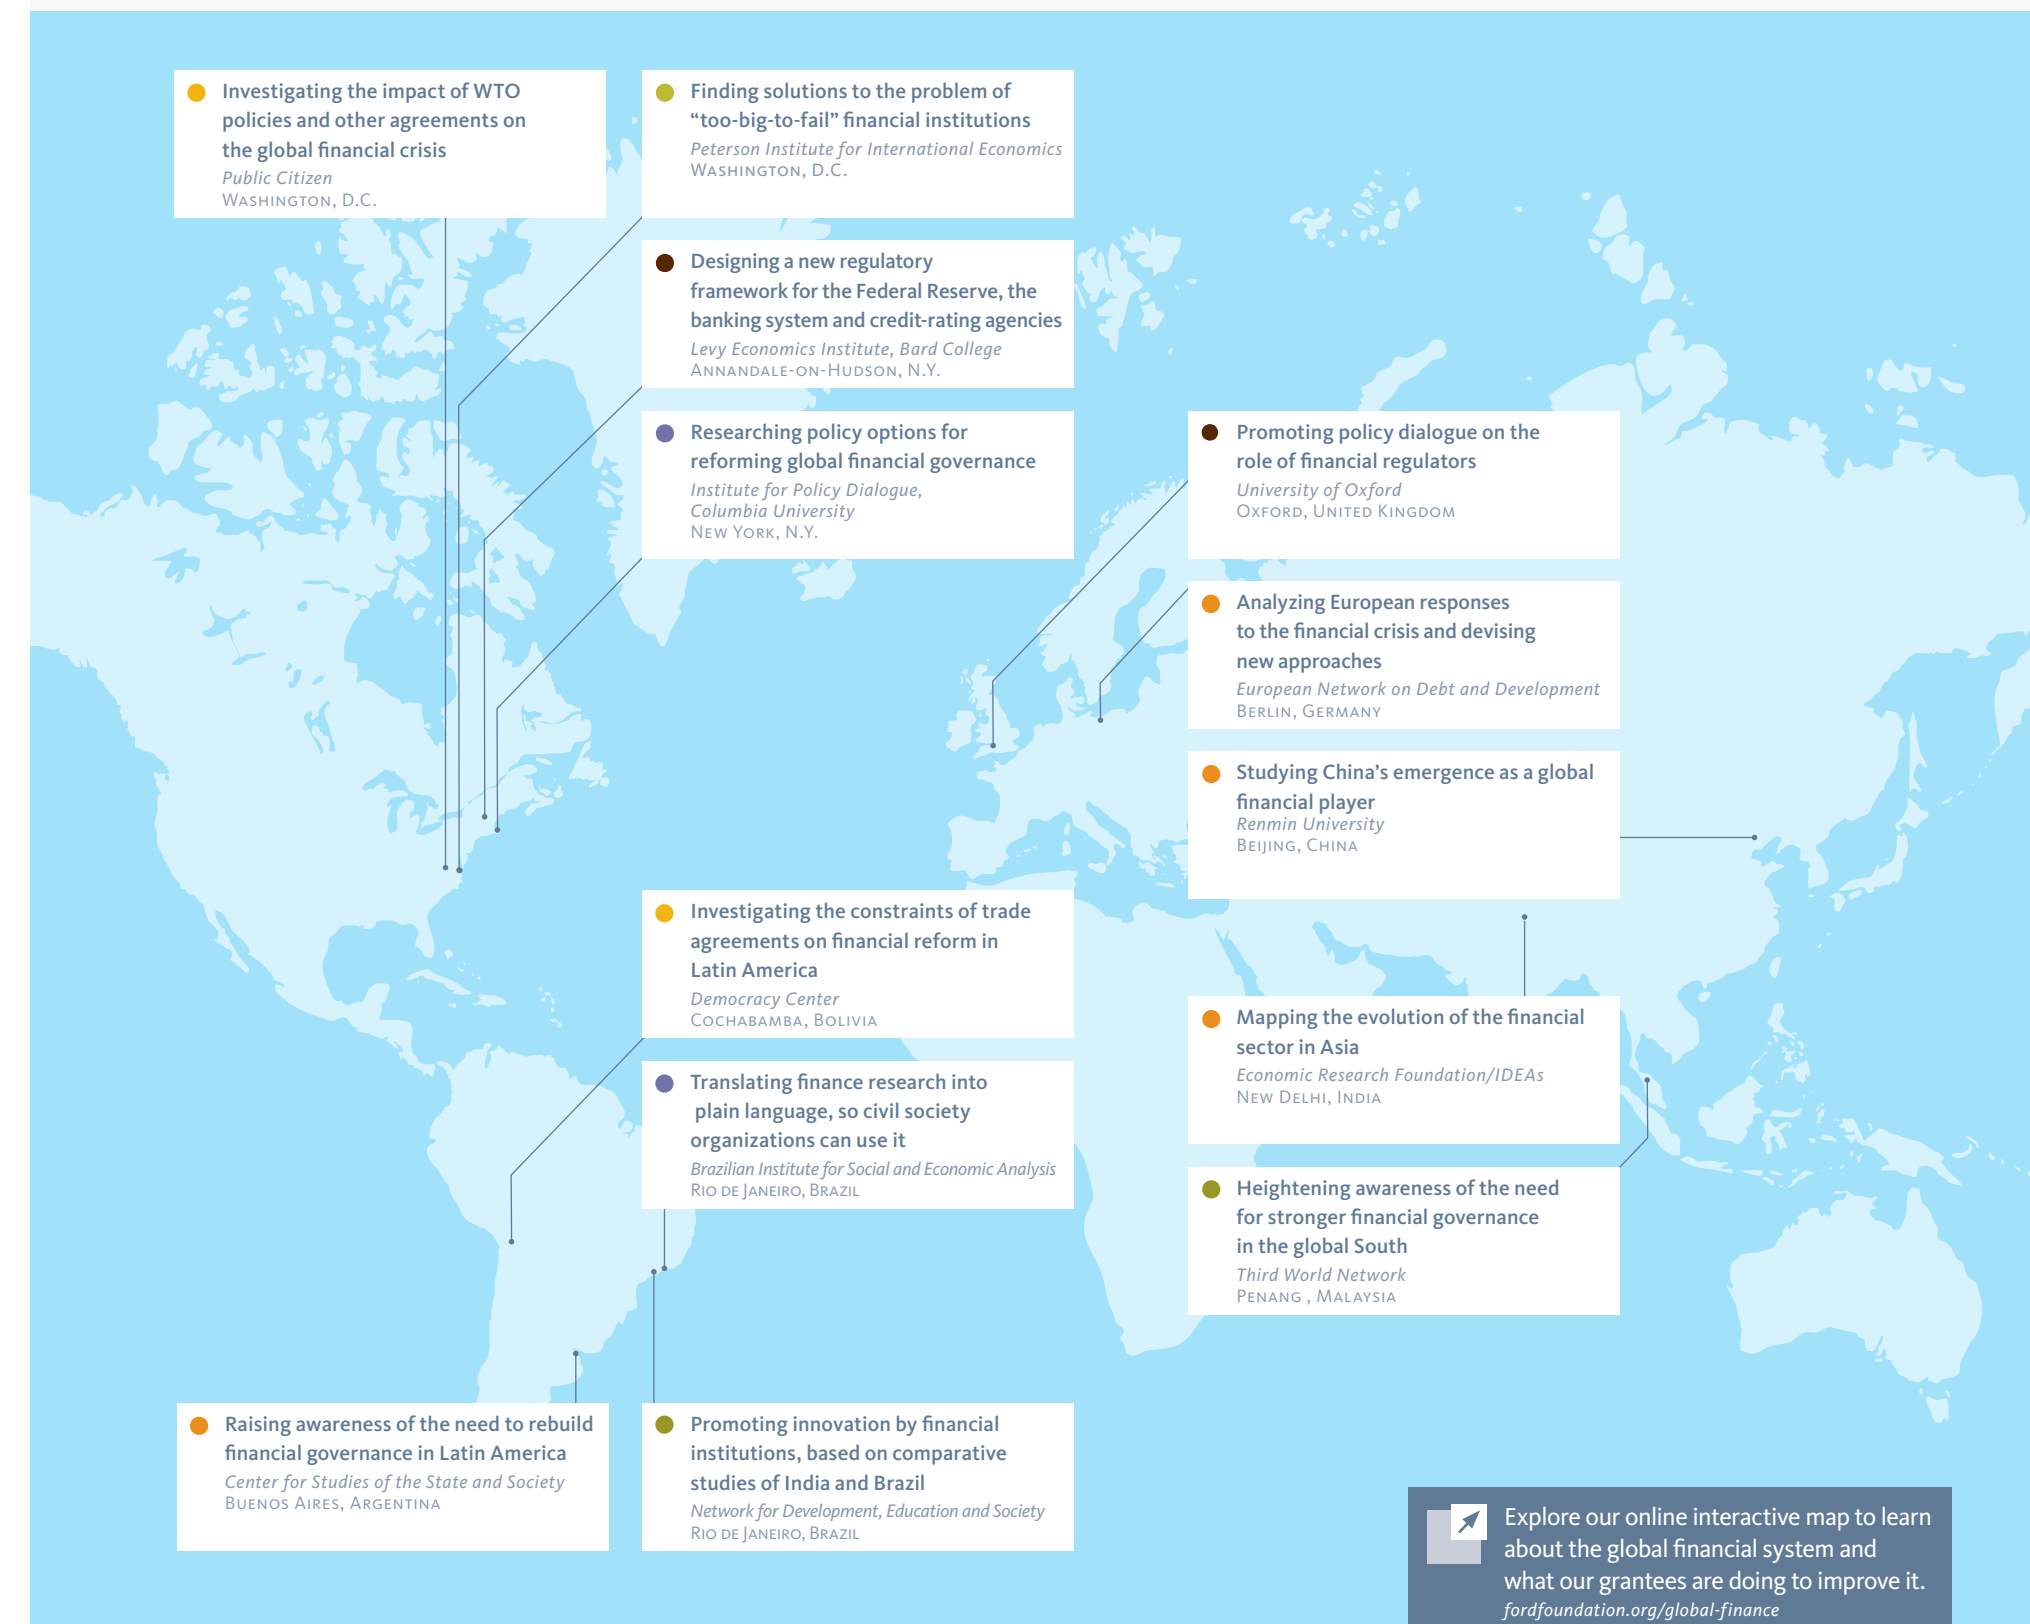 Investigating the impact of WTO
policies and other agreements on
the global financial crisis
Public Citizen
WASHINGTON, D.C.
Finding solutions to the problem of
“too-big-to-fail” financial institutions
Peterson Institute for International Economics
WASHINGTON, D.C.
Designing a new regulatory
framework for the Federal Reserve, the
banking system and credit-rating agencies
Levy Economics Institute, Bard College
ANNANDALE-ON-HUDSON, N.Y.
Researching policy options for
reforming global financial governance
Institute for Policy Dialogue,
Columbia University
NEW YORK, N.Y.
Promoting policy dialogue on the
role of financial regulators
University of Oxford
OXFORD, UNITED KINGDOM
Analyzing European responses
to the financial crisis and devising
new approaches
European Network on Debt and Development
BERLIN, GERMANY
Studying China’s emergence as a global
financial player
Renmin University
BEIJING, CHINA
Investigating the constraints of trade
agreements on financial reform in
Latin America
Democracy Center
COCHABAMBA, BOLIVIA
Translating finance research into
plain language, so civil society
organizations can use it
Brazilian Institute for Social and Economic Analysis
RIO DE JANEIRO, BRAZIL
Mapping the evolution of the financial
sector in Asia
Economic Research Foundation/IDEAs
NEW DELHI, INDIA
Heightening awareness of the need
for stronger financial governance
in the global South
Third World Network
PENANG , MALAYSIA
Raising awareness of the need to rebuild
financial governance in Latin America
Center for Studies of the State and Society
BUENOS AIRES, ARGENTINA
Promoting innovation by financial
institutions, based on comparative
studies of India and Brazil
Network for Development, Education and Society
RIO DE JANEIRO, BRAZIL
Explore our online interactive map to learn
about the global financial system and
what our grantees are doing to improve it.
fordfoundation.org/global-finance